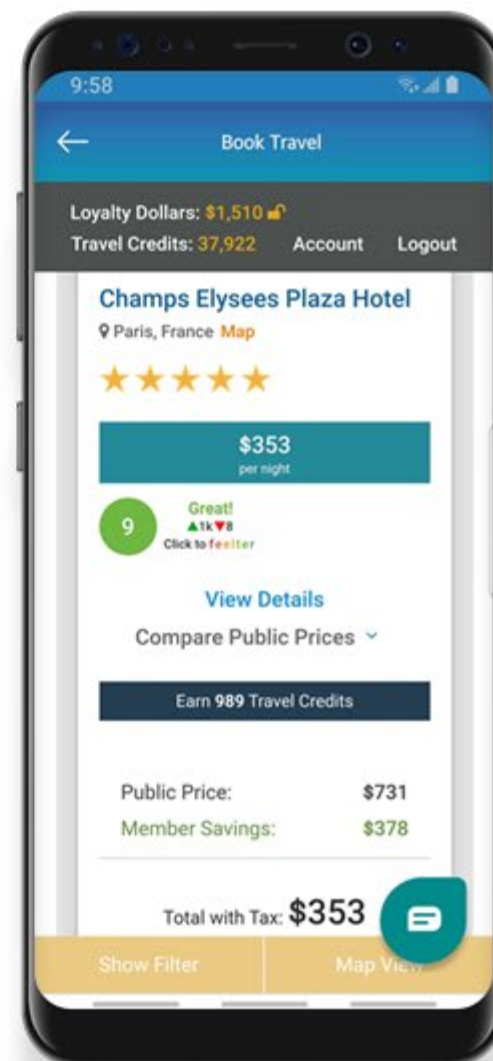 9:58
Book Travel
Loyalty Dollars: $1,510
Travel Credits: 37,922 Account Logout
Champs Elysees Plaza Hotel
Paris, France Map
$353
per night
9
Great!
▲1k▼8
Click to feelter
View Details
Compare Public Prices
Earn 989 Travel Credits
Public Price: $731
Member Savings: $378
Total with Tax: $353
Show Filter Map View